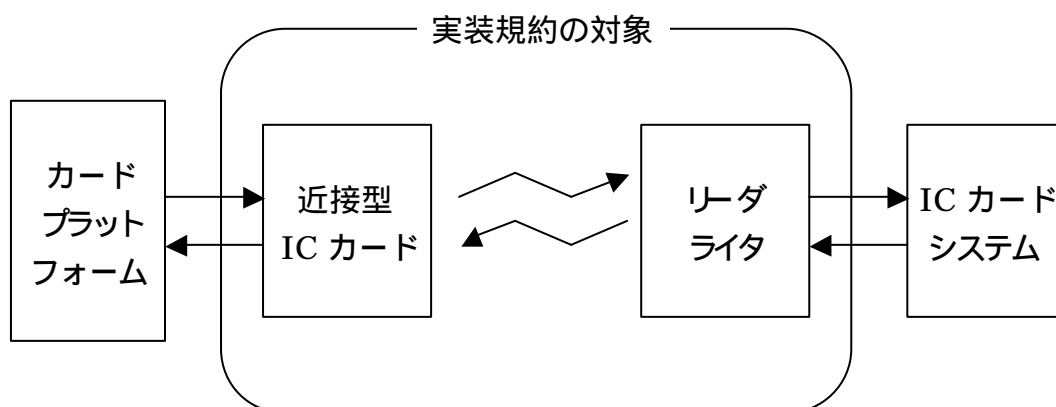 実装規約の対象
カード
プラット
フォーム
近接型
IC カード
リーダ
ライタ
IC カード
システム